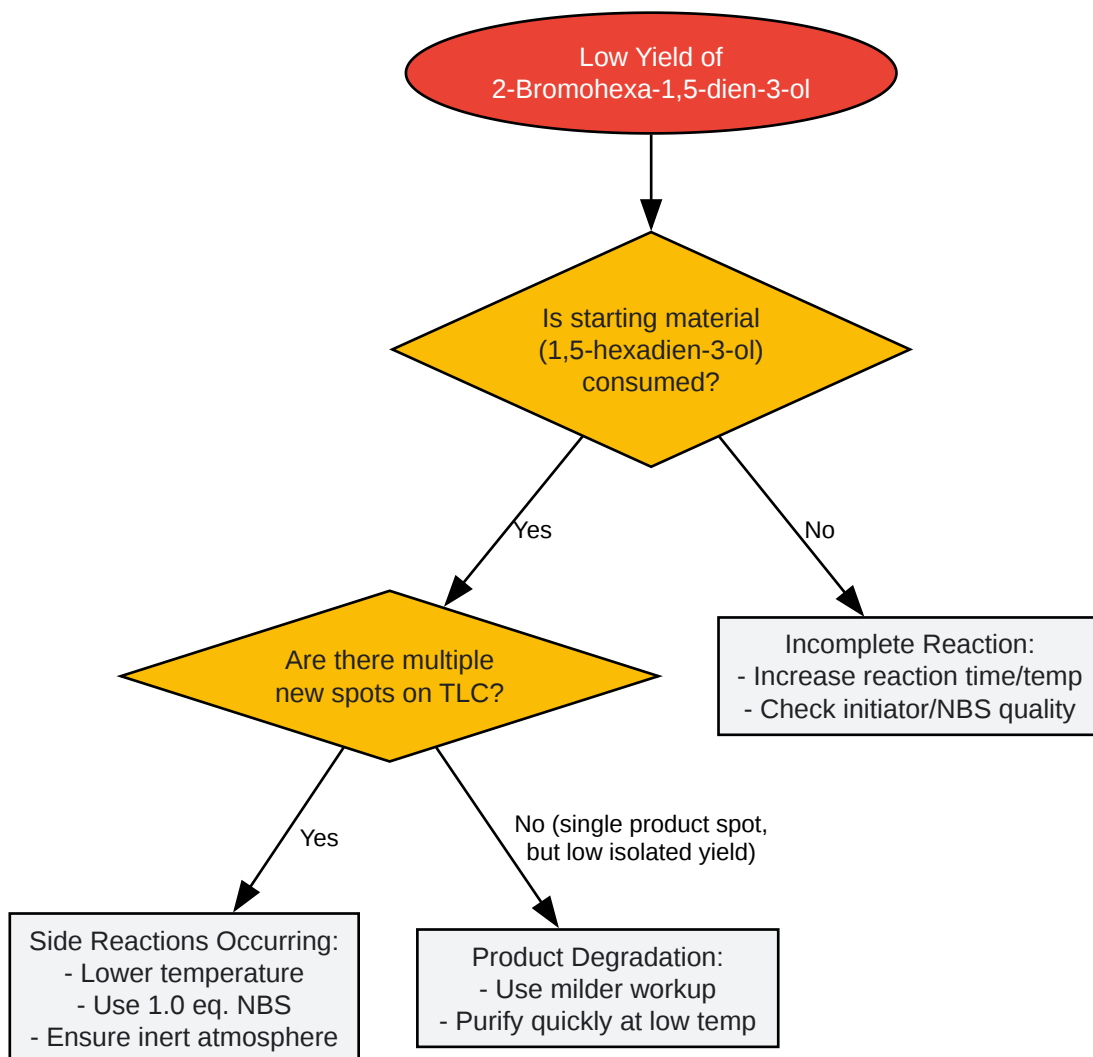 Low Yield of
2-Bromohexa-1,5-dien-3-ol
Is starting material
(1,5-hexadien-3-ol)
consumed?
Yes
No
Are there multiple
new spots on TLC?
Incomplete Reaction:
- Increase reaction time/temp
- Check initiator/NBS quality
Yes
No (single product spot,
but low isolated yield)
Side Reactions Occurring:
- Lower temperature
- Use 1.0 eq. NBS
- Ensure inert atmosphere
Product Degradation:
- Use milder workup
- Purify quickly at low temp